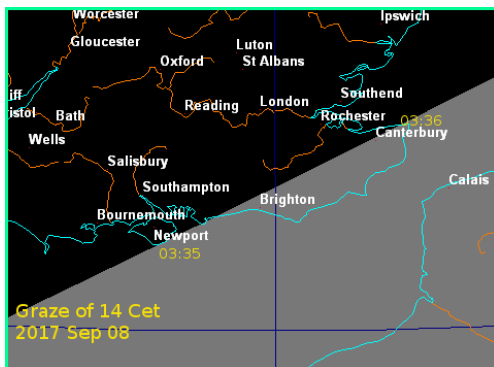 Worcester
Ipswich
Gloucester
Luton
Oxford
St Albans
iff
Southend
Reading
London
istol
Bath
Rochester
03:36
Canterbury
Wells
Salisbury
Calais
Southampton
Brighton
Bournemouth
Newport
03:35
Graze of 14 Cet
2017 Sep 08